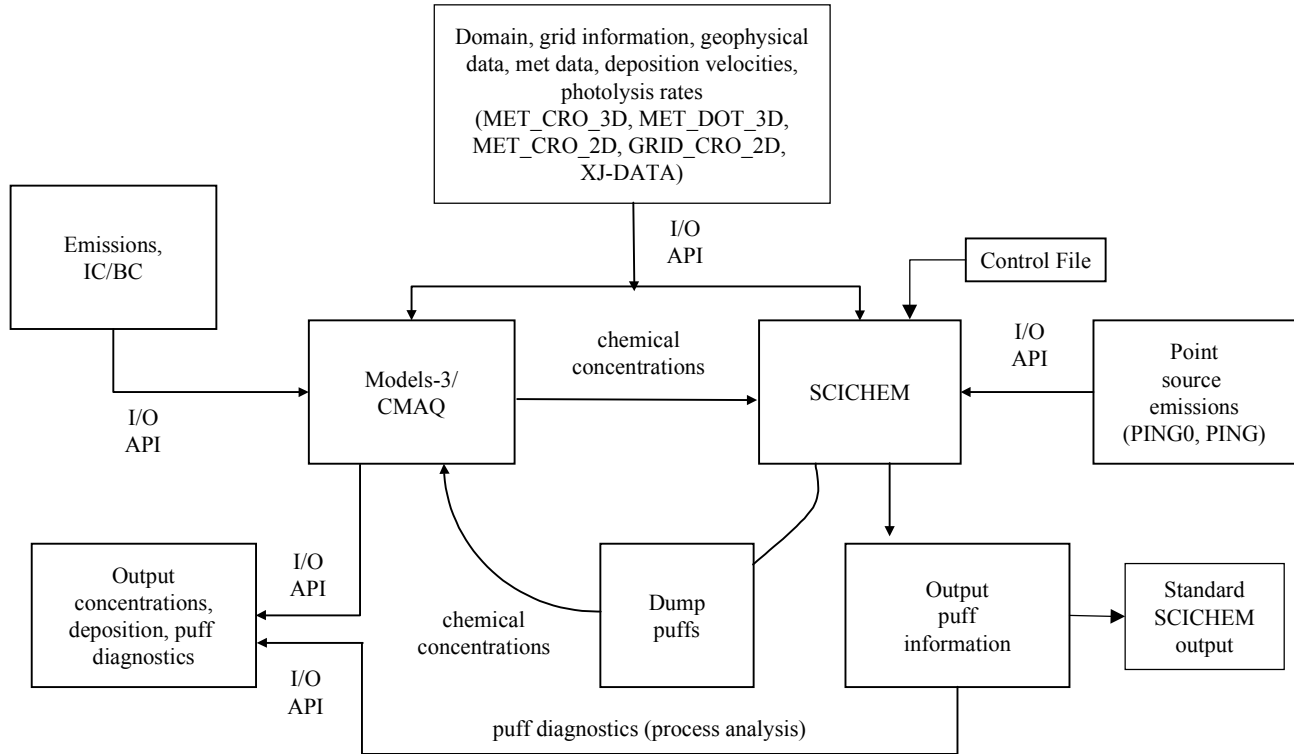 Domain, grid information, geophysical
data, met data, deposition velocities,
photolysis rates
(MET_CRO_3D, MET_DOT_3D,
MET_CRO_2D, GRID_CRO_2D,
XJ-DATA)
I/O
API
Emissions,
IC/BC
Control File
I/O
API
Models-3/
CMAQ
chemical
concentrations
SCICHEM
I/O
API
Point
source
emissions
(PING0, PING)
I/O
API
Output
concentrations,
deposition, puff
diagnostics
chemical
concentrations
Dump
puffs
Output
puff
information
Standard
SCICHEM
output
I/O
API
puff diagnostics (process analysis)